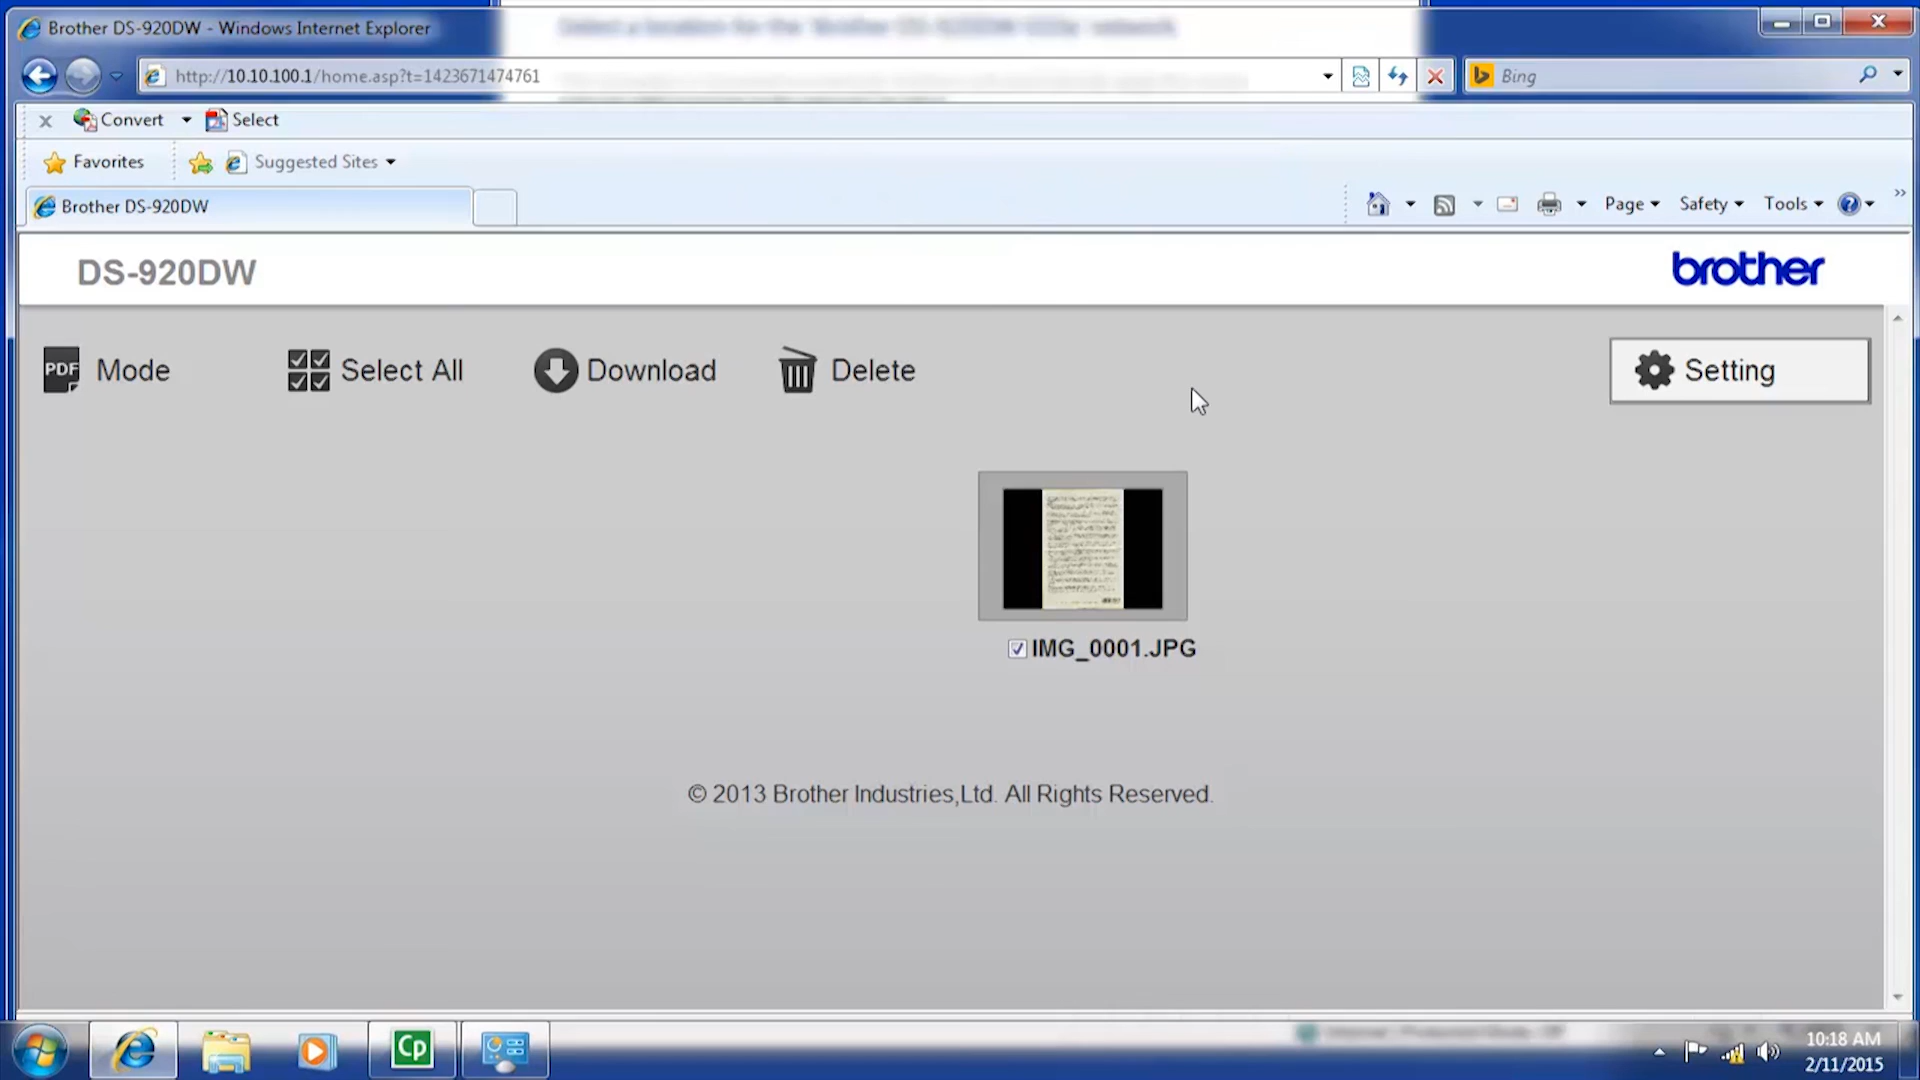 Brother DS-920DW - Windows Internet Explorer
http://10.10.100.1/home.asp?t=1423671474761
Bing
x Convert Select
Favorites Suggested Sites
Brother DS-920DW
Page Safety Tools
DS-920DW
brother
PDF Mode Select All Download Delete Setting
IMG_0001.JPG
© 2013 Brother Industries,Ltd. All Rights Reserved.
Cp
10:18 AM
2/11/2015